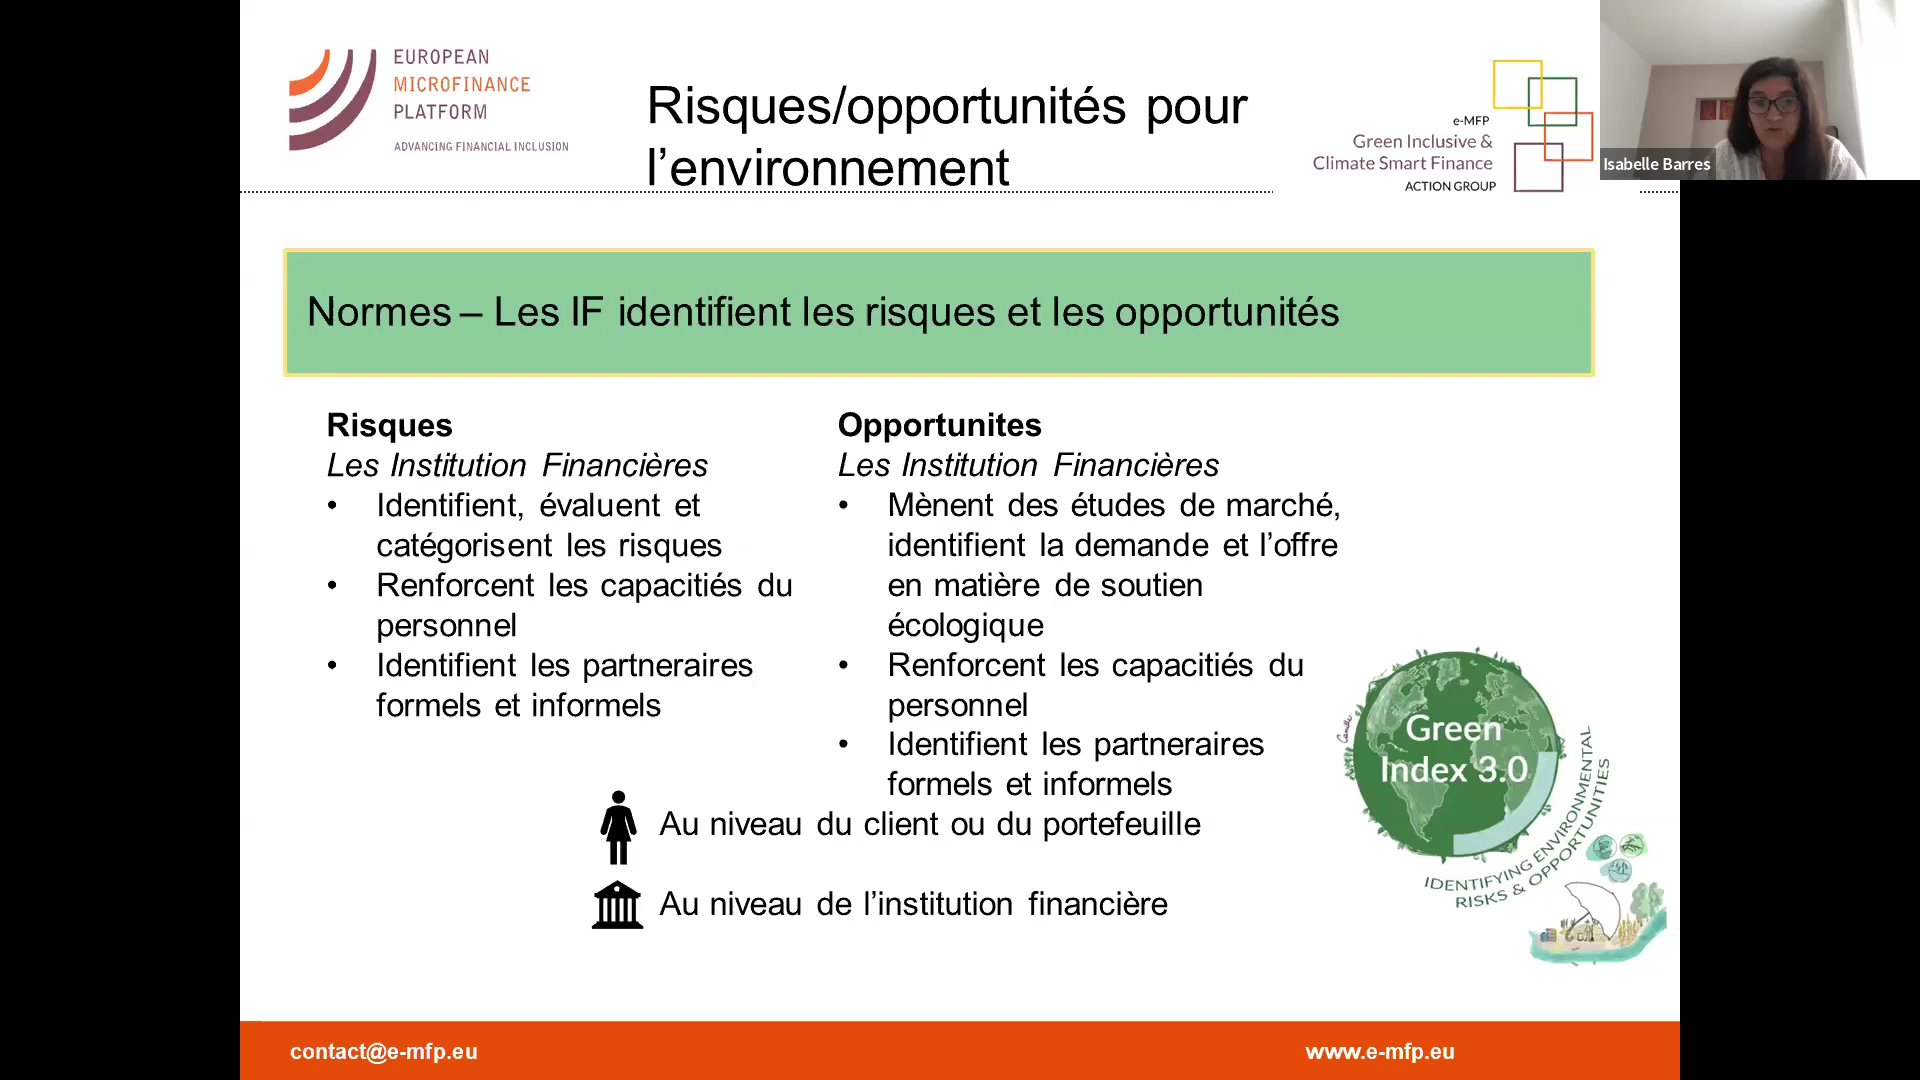 EUROPEAN
MICROFINANCE
PLATFORM
ADVANCING FINANCIAL INCLUSION
Risques/opportunités pour
l’environnement
e-MFP
Green Inclusive &
Climate Smart Finance
ACTION GROUP
Isabelle Barres
Normes – Les IF identifient les risques et les opportunités
Risques
Les Institution Financières
• Identifient, évaluent et
catégorisent les risques
• Renforcent les capacitiés du
personnel
• Identifient les partneraires
formels et informels
Opportunites
Les Institution Financières
• Mènent des études de marché,
identifient la demande et l’offre
en matière de soutien
écologique
• Renforcent les capacitiés du
personnel
• Identifient les partneraires
formels et informels
Au niveau du client ou du portefeuille
Au niveau de l’institution financière
Green
Index 3.0
IDENTIFYING ENVIRONMENTAL
RISKS & OPPORTUNITIES
contact@e-mfp.eu
www.e-mfp.eu